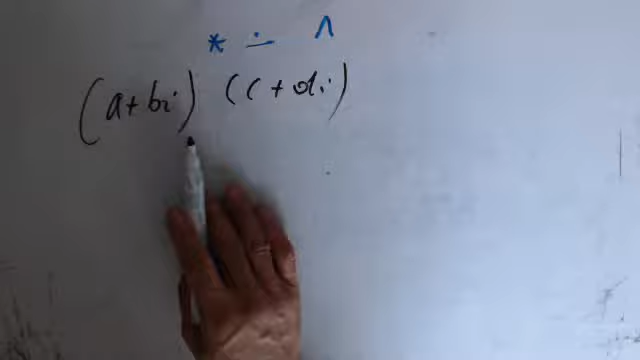 * ÷ ^
(a+bi) (c+di)